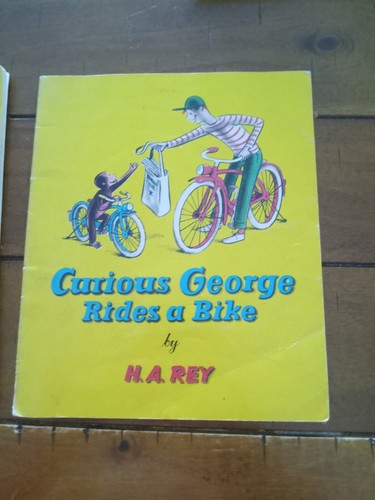 Curious George
Rides a Bike
by
H. A. REY